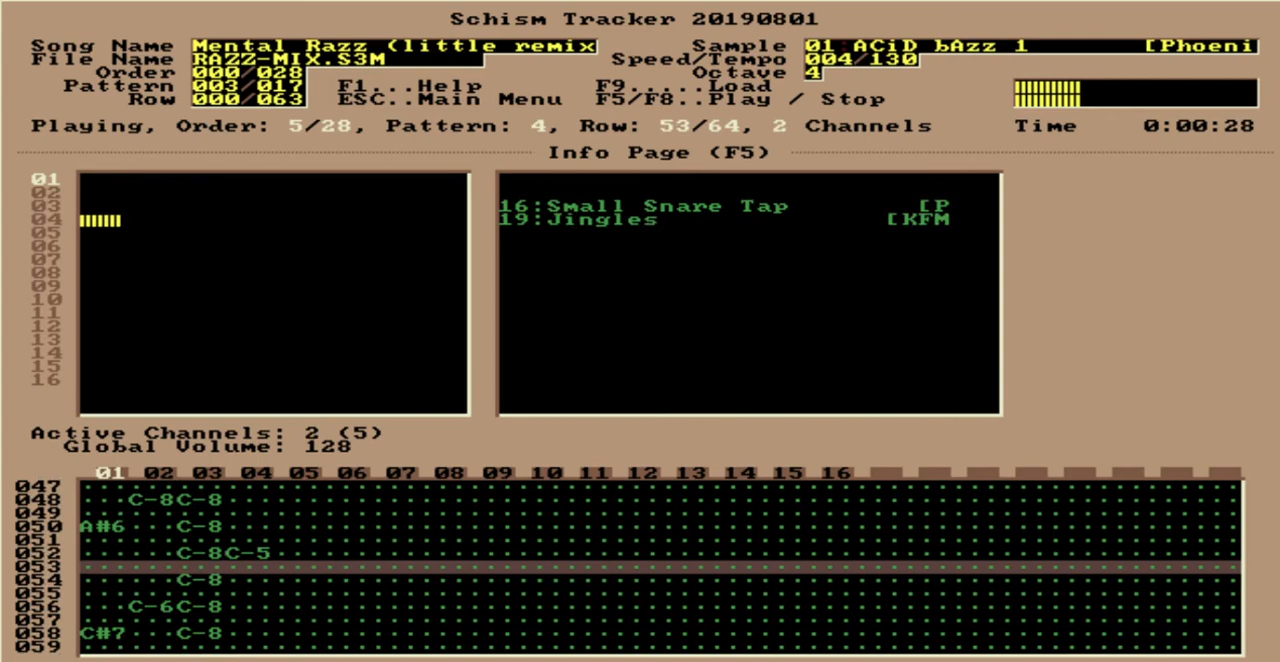 Schism Tracker 20190801
Song Name Mental Razz (little remix Sample 01:ACiD bAzz 1 [Phoeni
File Name RAZZ-MIX.S3M Speed/Tempo 004/130
Order 000/028 Octave 4
Pattern 003/017 F1...Help F9....Load
Row 000/063 ESC..Main Menu F5/F8..Play / Stop
Playing, Order: 5/28, Pattern: 4, Row: 53/64, 2 Channels Time 0:00:28
Info Page (F5)
01
02
03 16:Small Snare Tap [P
04 19:Jingles [KFM
05
06
07
08
09
10
11
12
13
14
15
16
Active Channels: 2 (5)
Global Volume: 128
01 02 03 04 05 06 07 08 09 10 11 12 13 14 15 16
047
048 ...C-8C-8
049
050 A#6...C-8
051
052 ......C-8C-5
053
054 ......C-8
055
056 ...C-6C-8
057
058 C#7...C-8
059